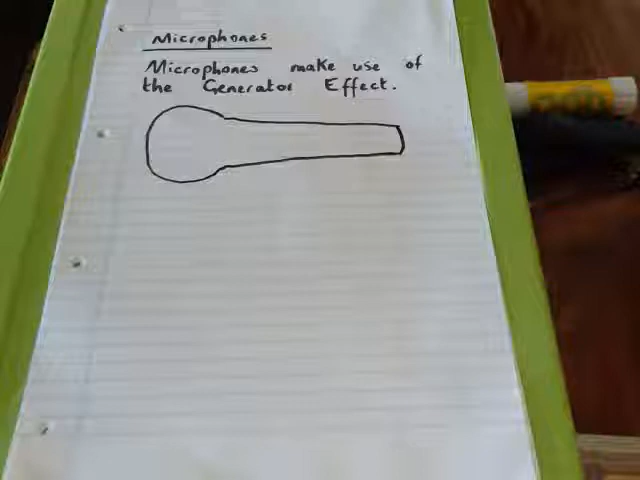 Microphones
Microphones make use of
the Generator Effect.